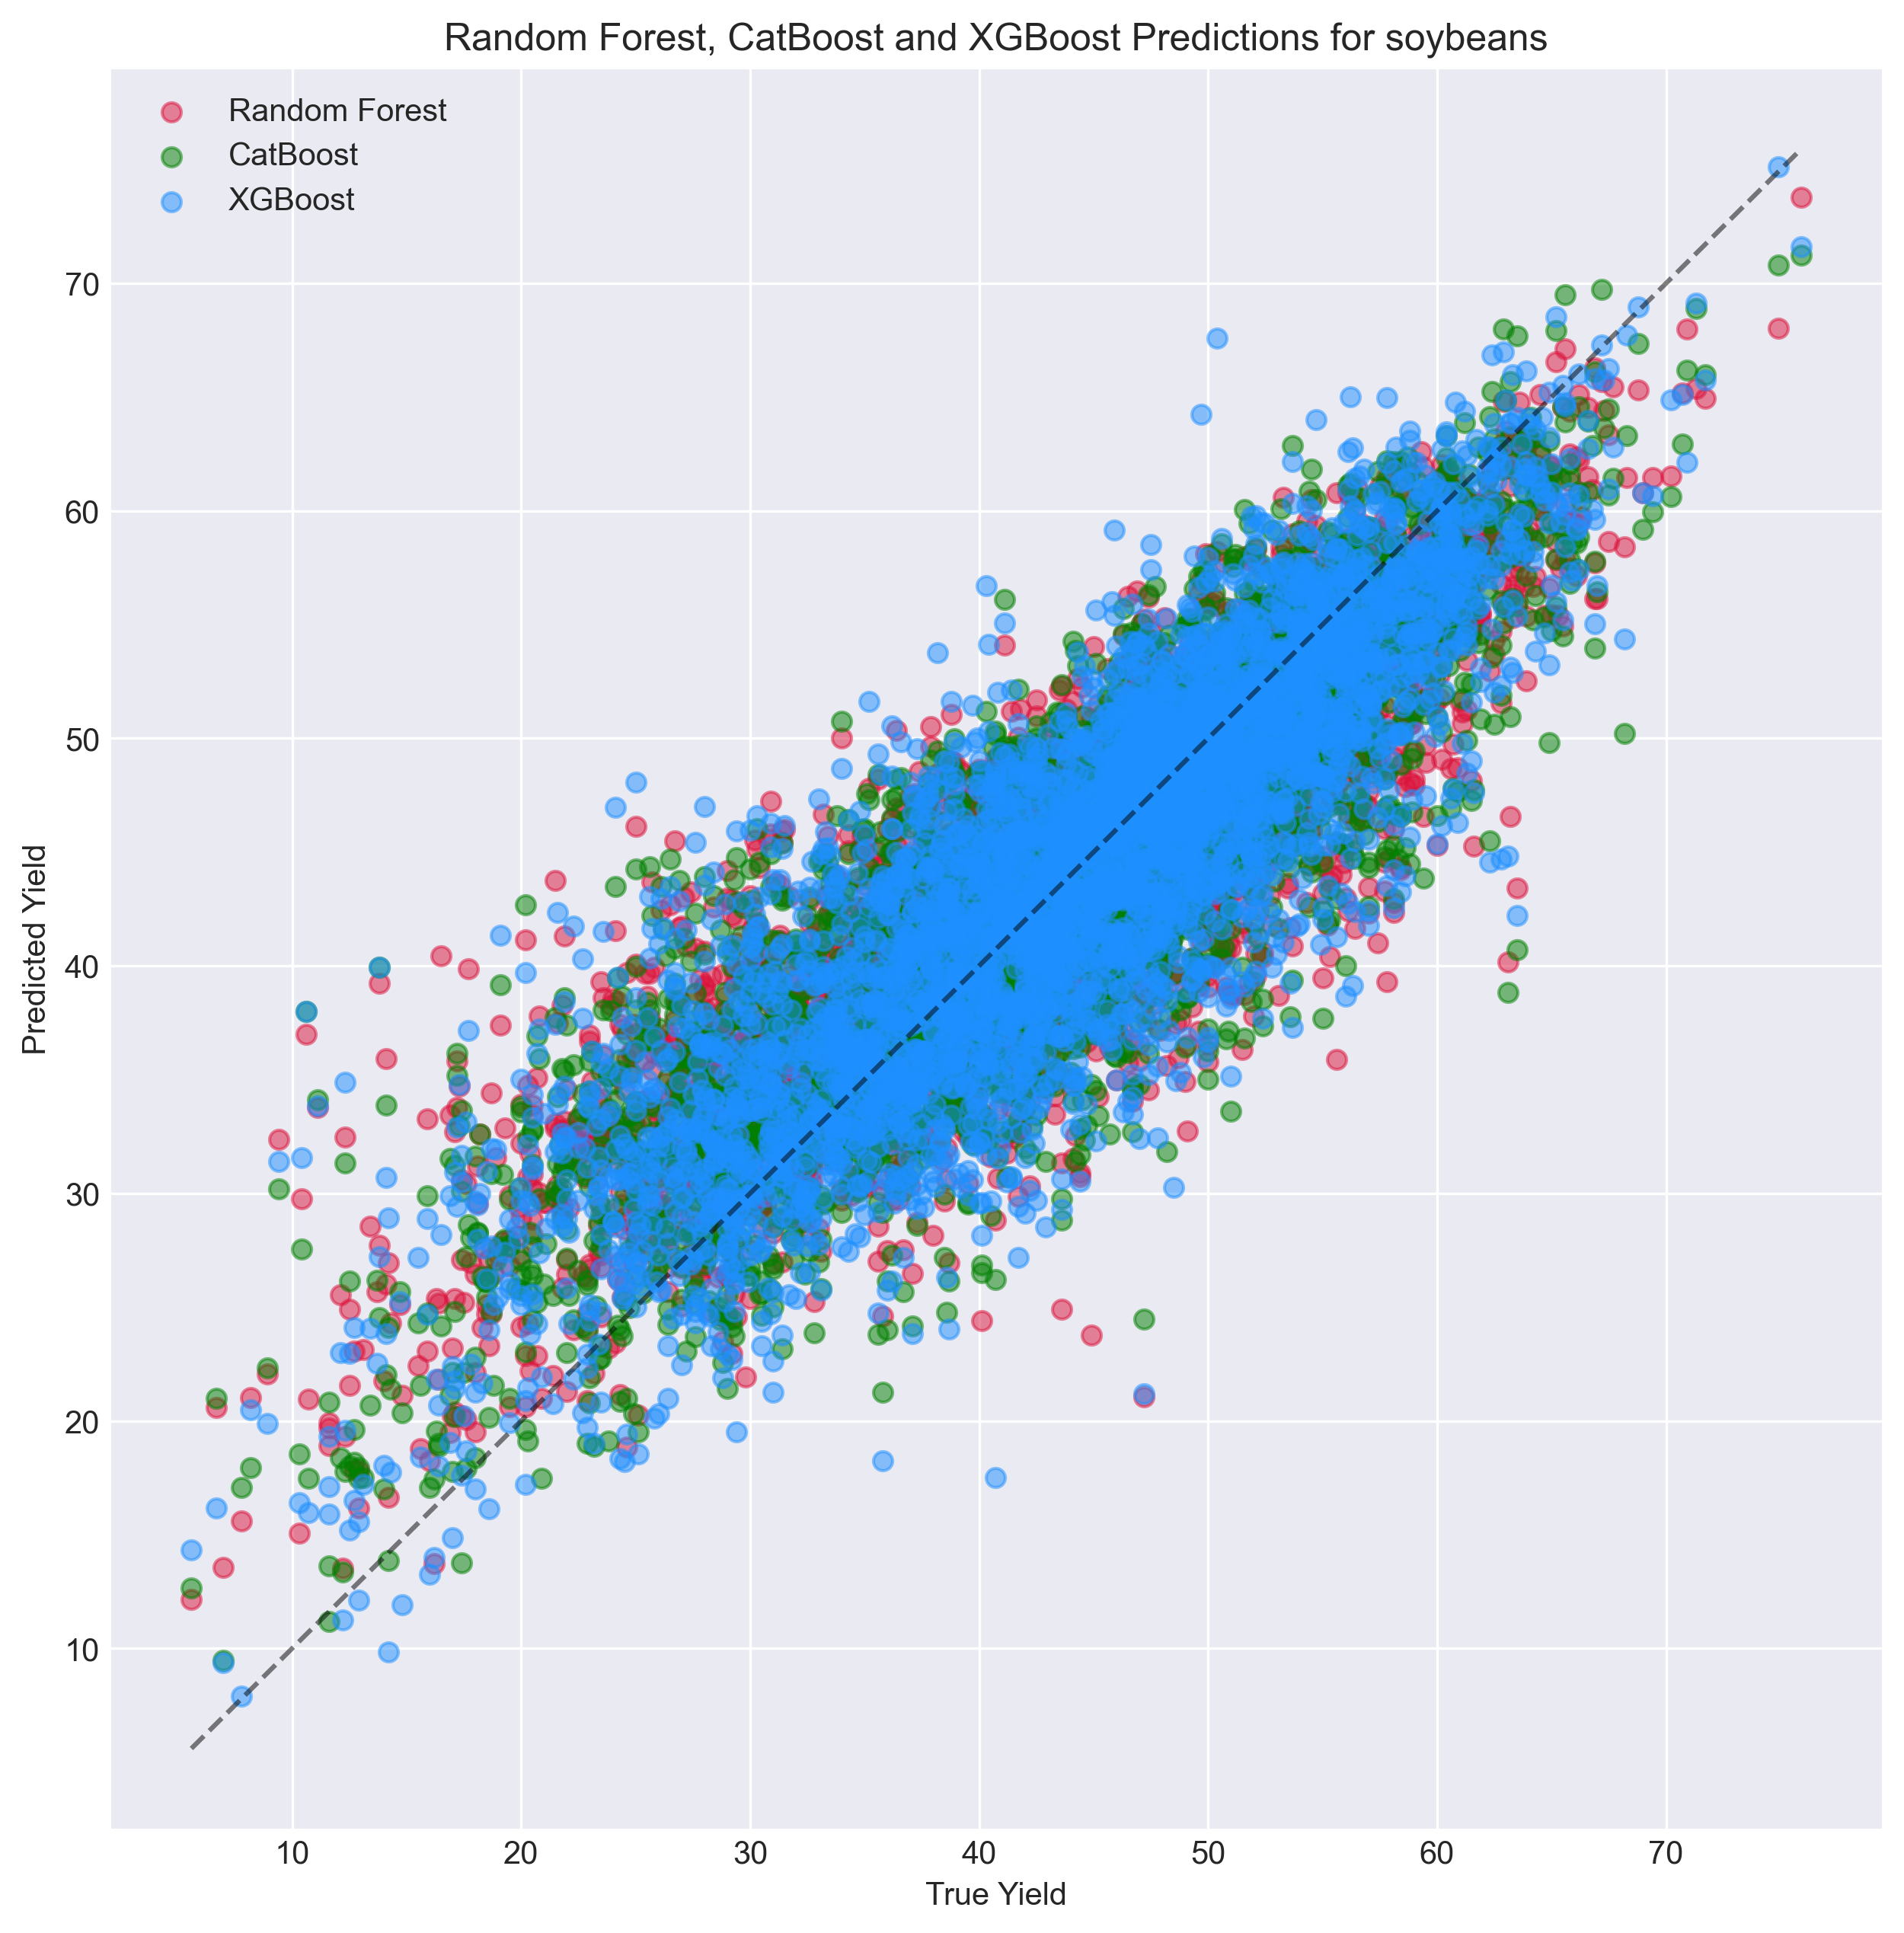 Random Forest, CatBoost and XGBoost Predictions for soybeans
Random Forest
CatBoost
XGBoost
70
60
50
40
30
20
10
Predicted Yield
10 20 30 40 50 60 70
True Yield